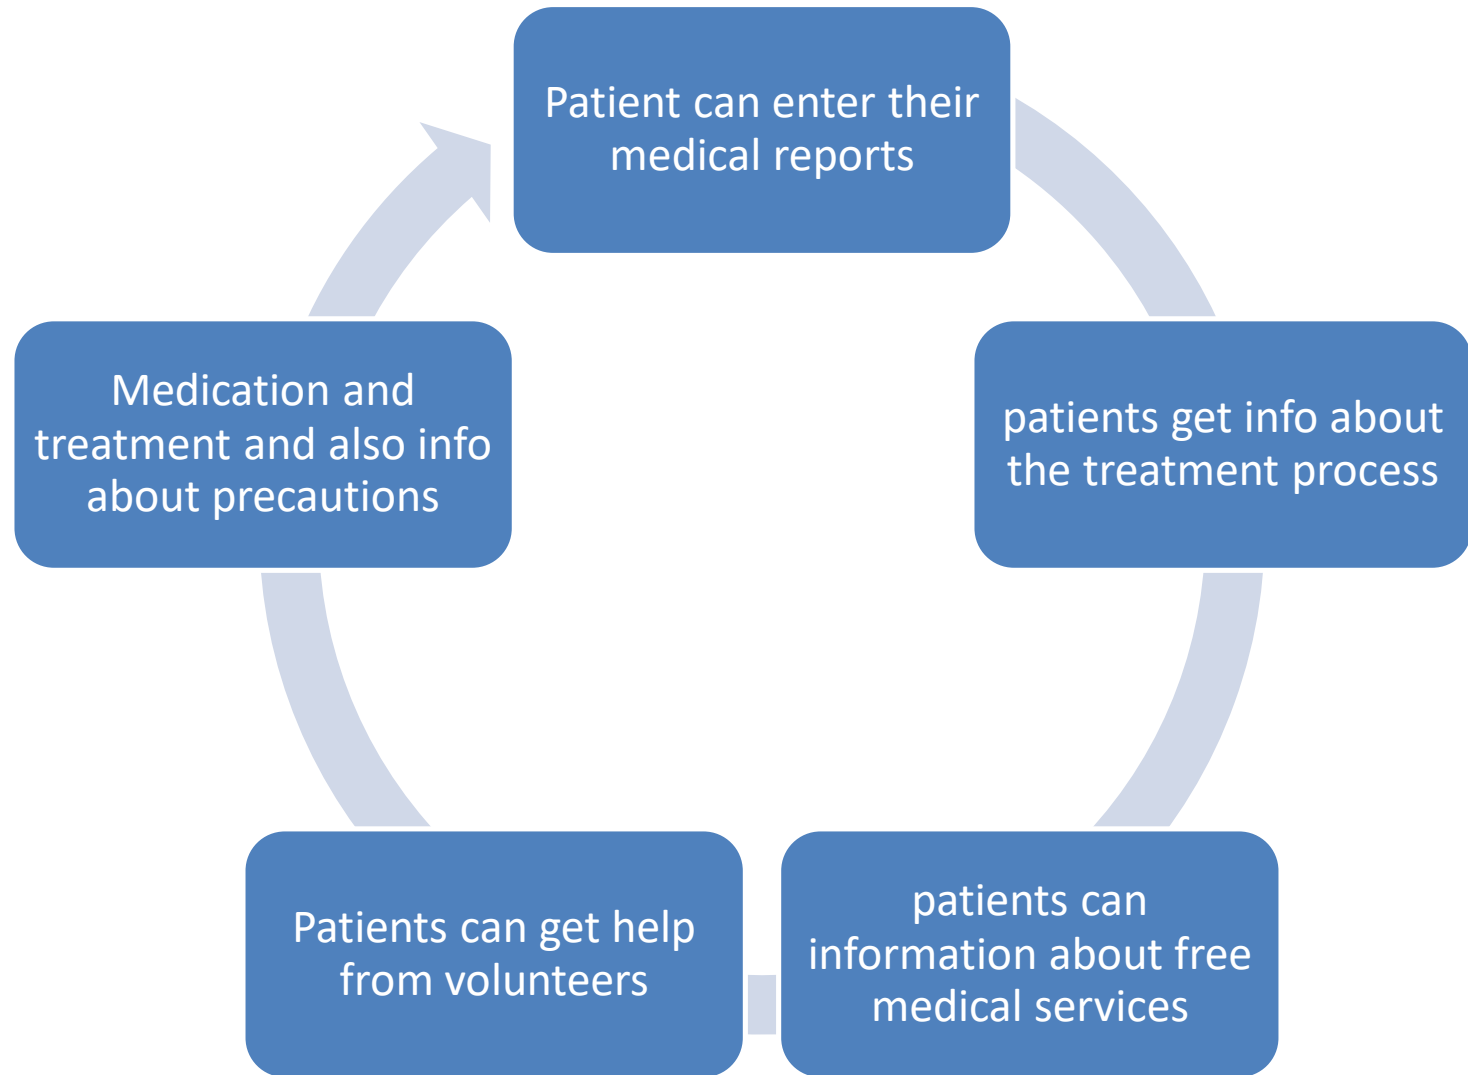 Patient can enter their
medical reports
patients get info about
the treatment process
patients can
information about free
medical services
Patients can get help
from volunteers
Medication and
treatment and also info
about precautions